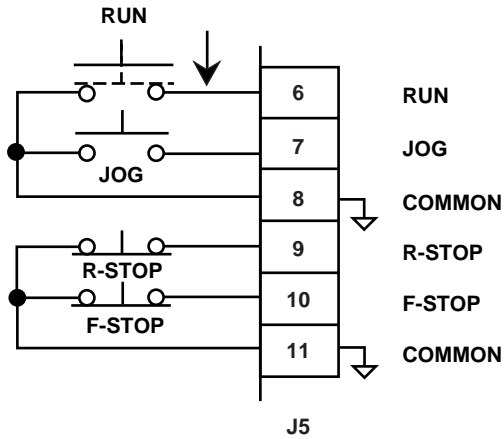 RUN
6 RUN
7 JOG
JOG
8 COMMON
9 R-STOP
R-STOP
10 F-STOP
F-STOP
11 COMMON
J5